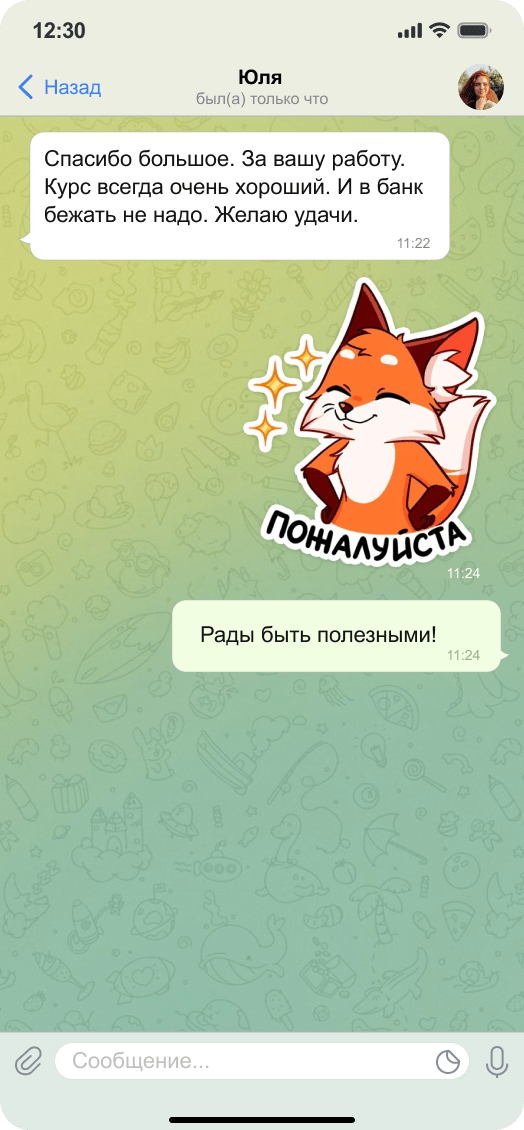 12:30
Назад
Юля
был(а) только что
Спасибо большое. За вашу работу.
Курс всегда очень хороший. И в банк
бежать не надо. Желаю удачи.
11:22
ПОЖАЛУЙСТА
11:24
Рады быть полезными!
11:24
Сообщение...